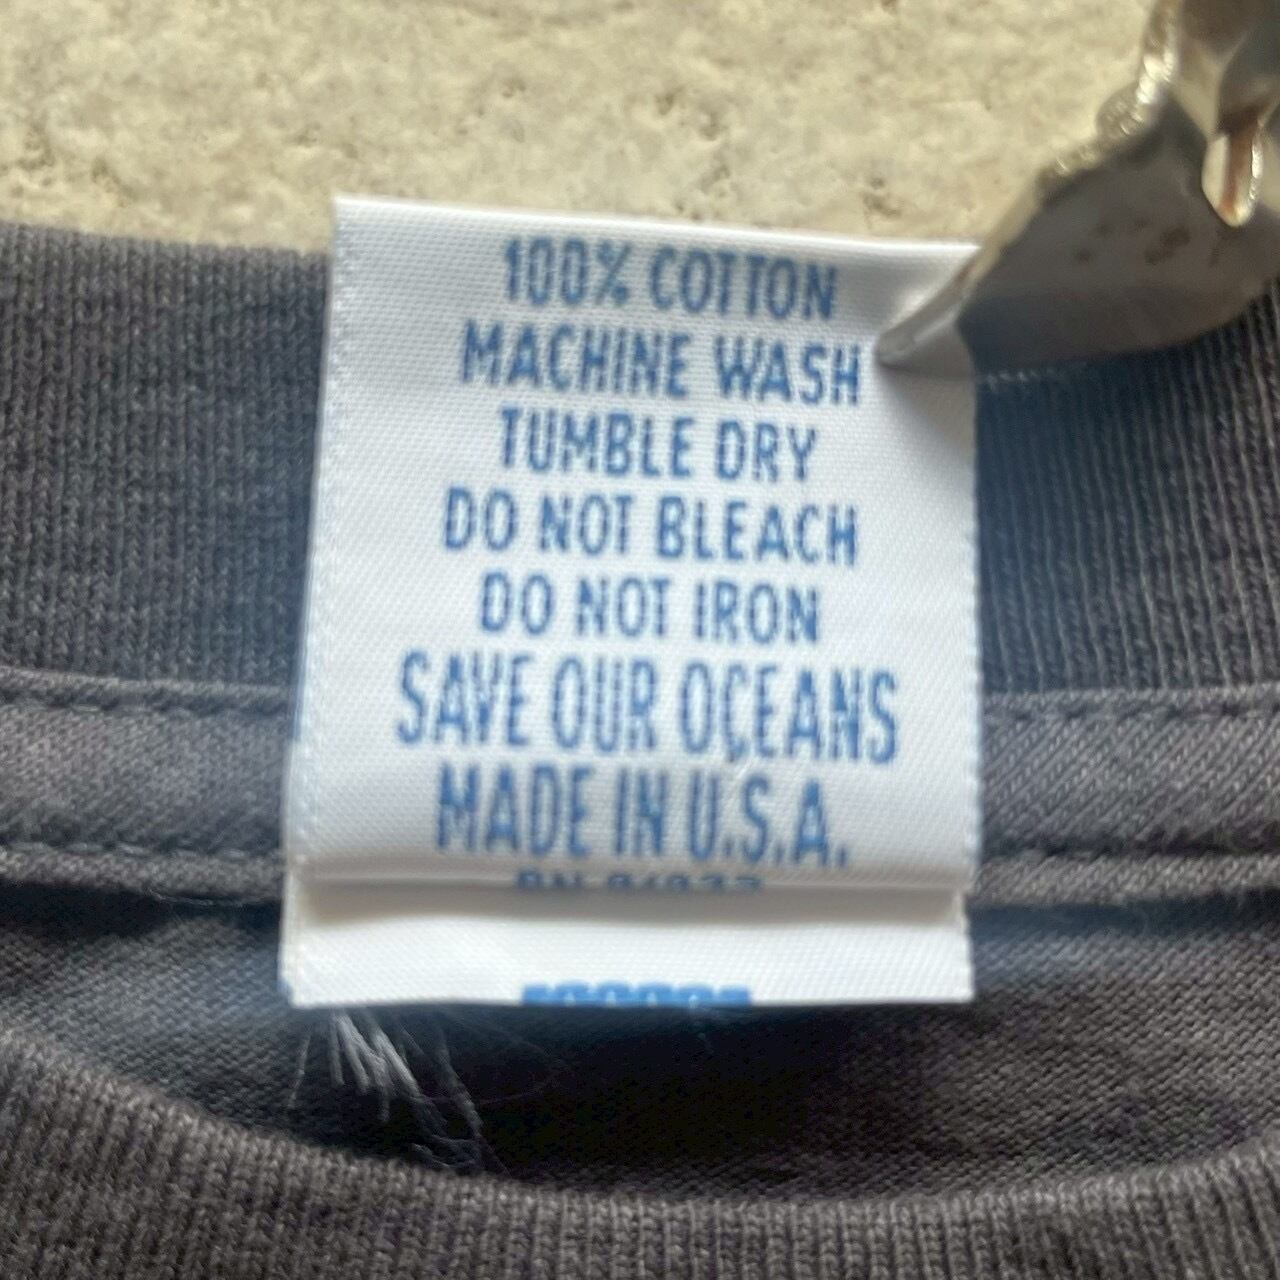 100% COTTON
MACHINE WASH
TUMBLE DRY
DO NOT BLEACH
DO NOT IRON
SAVE OUR OCEANS
MADE IN U.S.A.